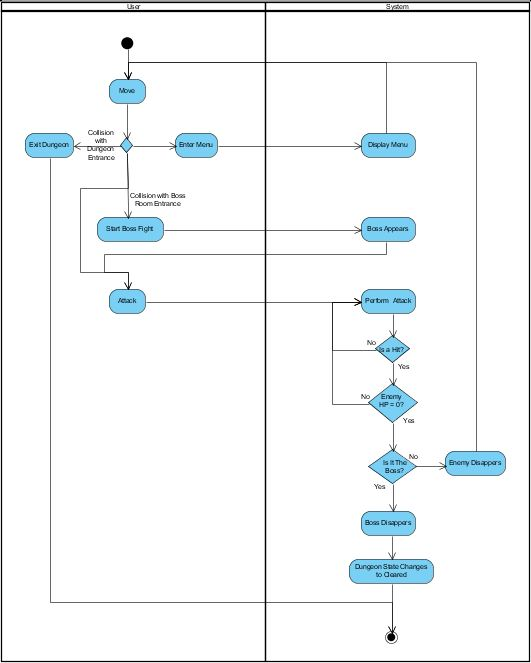 User
System
Move
Collision
with
Dungeon
Entrance
Exit Dungeon
Enter Menu
Display Menu
Collision with Boss
Room Entrance
Start Boss Fight
Boss Appears
Attack
Perform Attack
No
Is a Hit?
Yes
No
Enemy
HP = 0?
Yes
No
Is It The
Boss?
Enemy Disappers
Yes
Boss Disappers
Dungeon State Changes
to Cleared